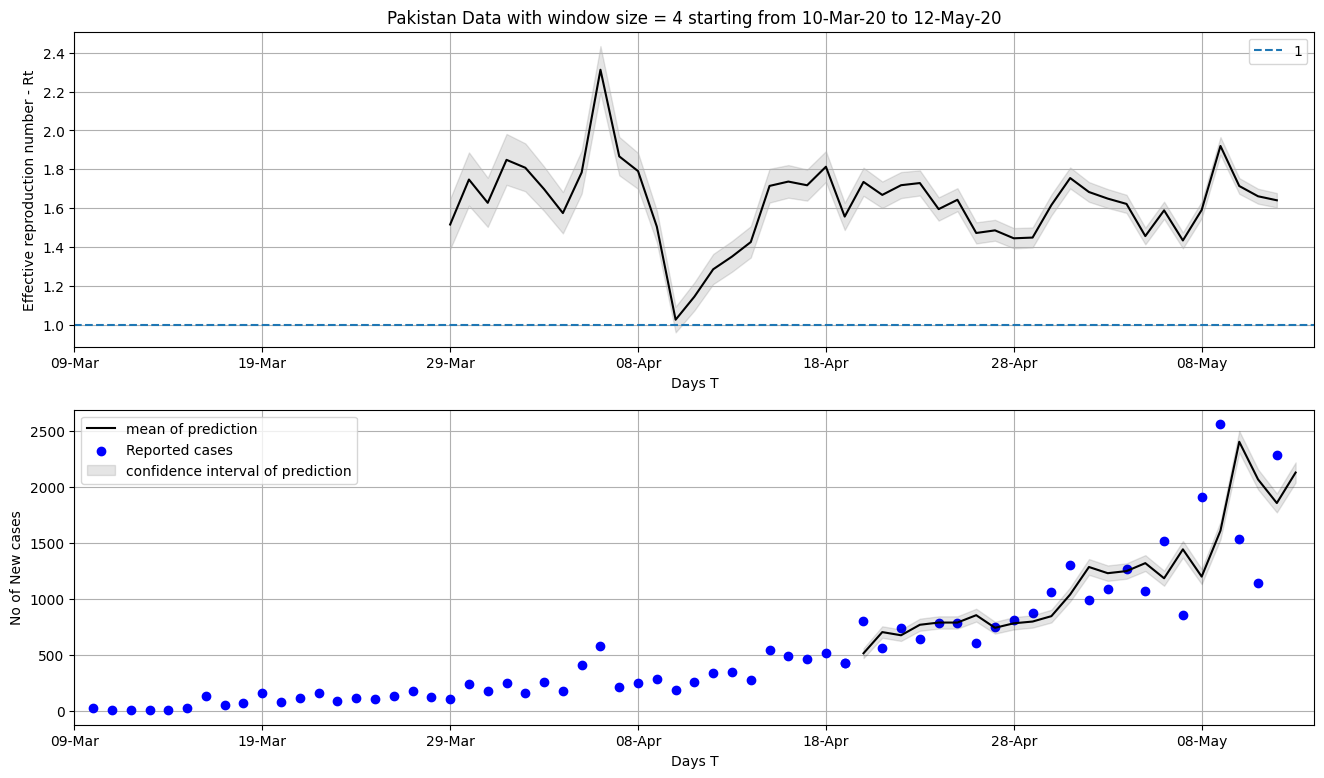 Pakistan Data with window size = 4 starting from 10-Mar-20 to 12-May-20
Effective reproduction number - Rt
2.4
2.2
2.0
1.8
1.6
1.4
1.2
1.0
1
09-Mar 19-Mar 29-Mar 08-Apr 18-Apr 28-Apr 08-May
Days T
No of New cases
2500
2000
1500
1000
500
0
mean of prediction
Reported cases
confidence interval of prediction
09-Mar 19-Mar 29-Mar 08-Apr 18-Apr 28-Apr 08-May
Days T